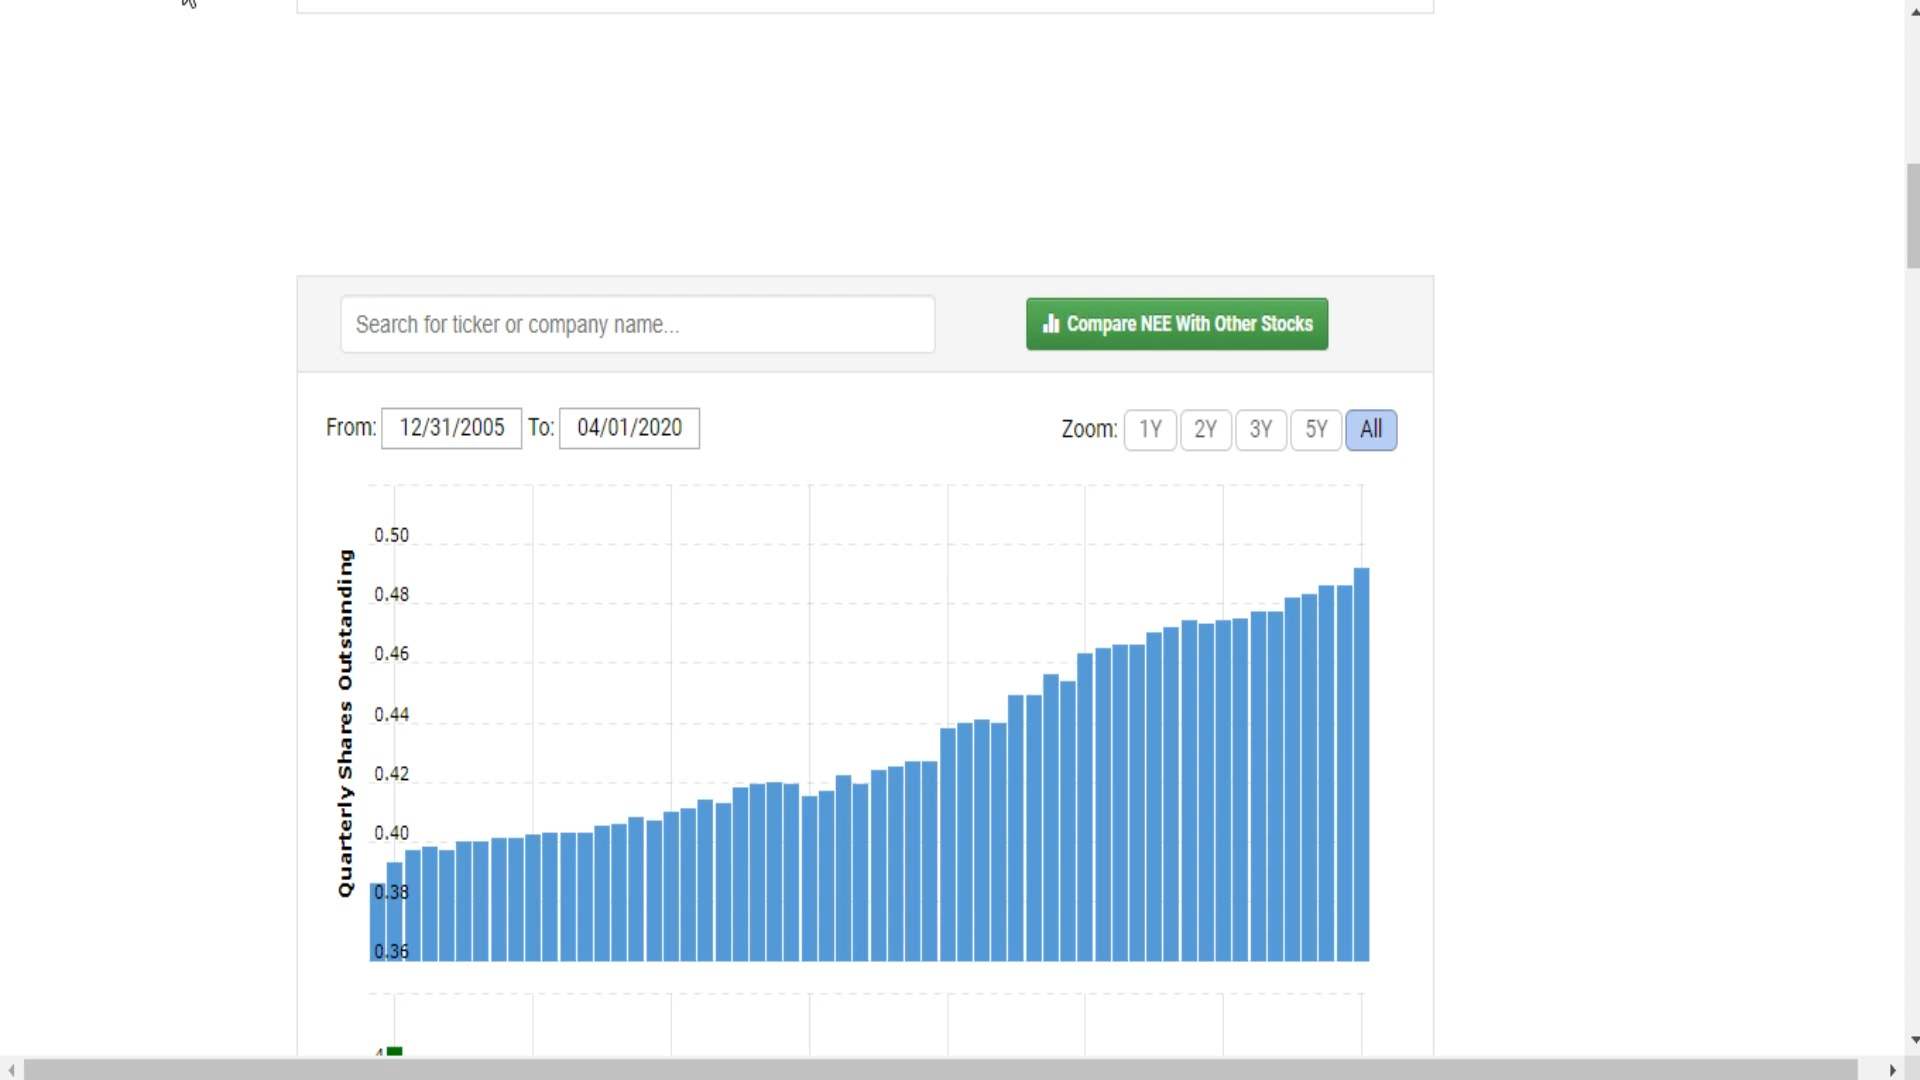 Search for ticker or company name...
Compare NEE With Other Stocks
From: 12/31/2005 To: 04/01/2020
Zoom: 1Y 2Y 3Y 5Y All
Quarterly Shares Outstanding
0.50
0.48
0.46
0.44
0.42
0.40
0.38
0.36
4